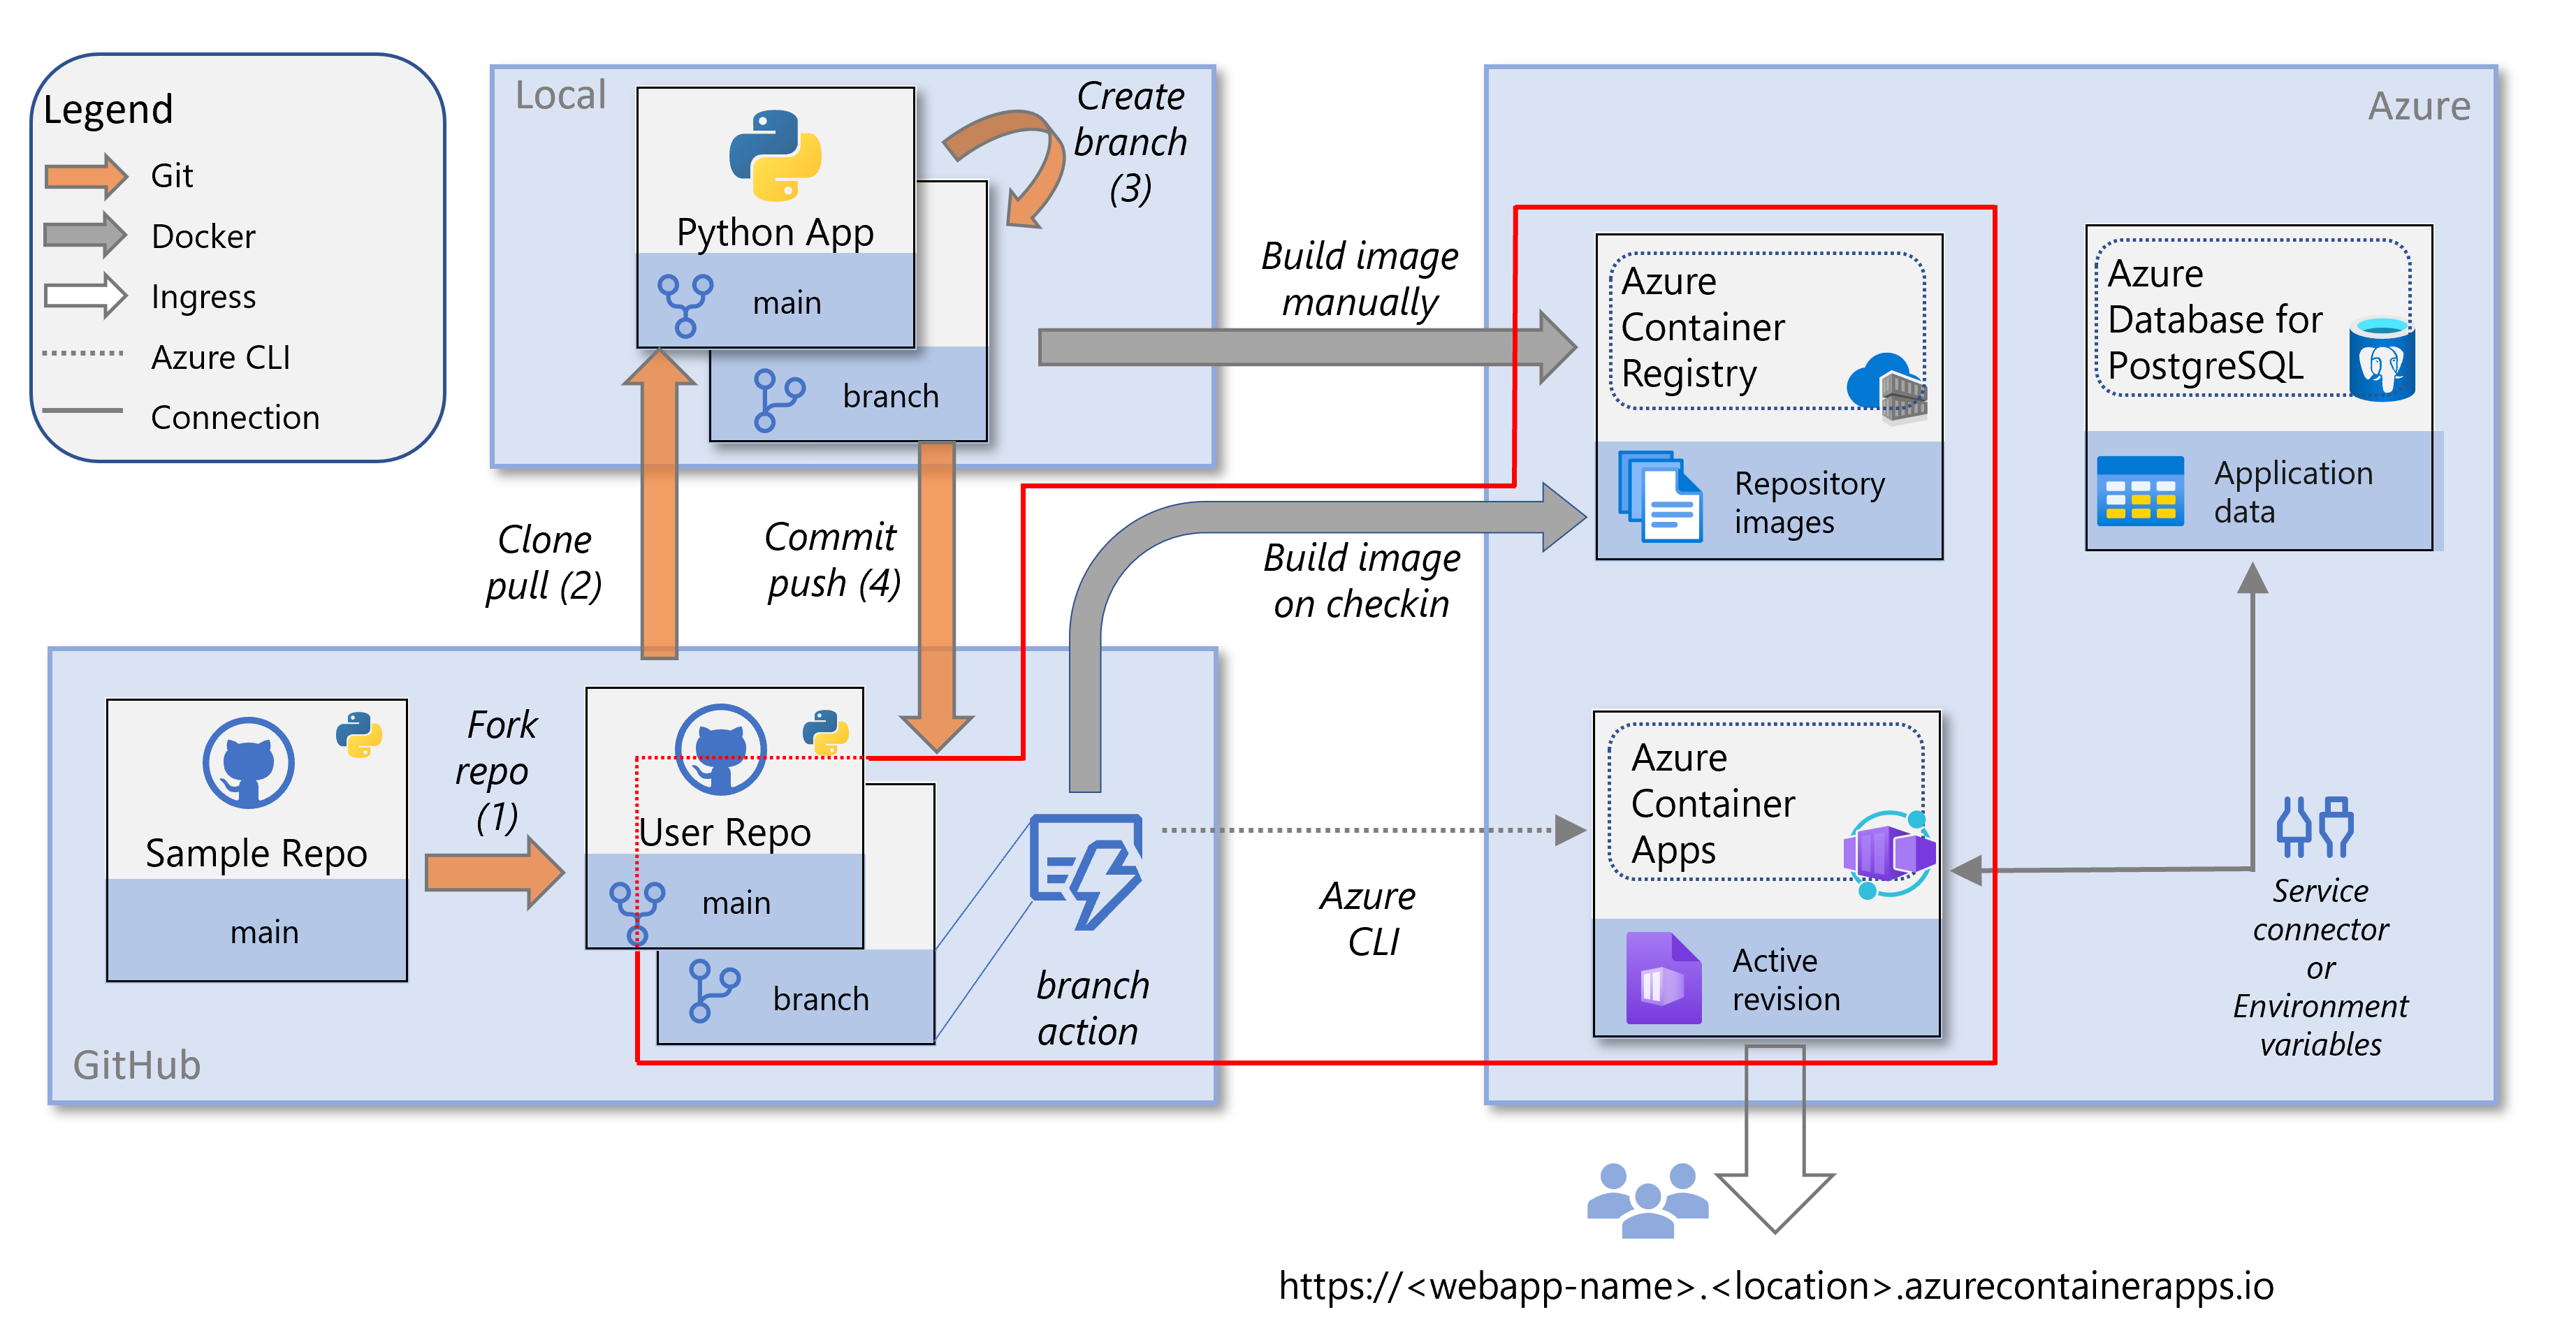 Legend
Git
Docker
Ingress
Azure CLI
Connection
Local
Python App
main
branch
Create
branch
(3)
Clone
pull (2)
Commit
push (4)
Build image
manually
Build image
on checkin
Azure
Azure
Container
Registry
Repository
images
Azure
Database for
PostgreSQL
Application
data
Sample Repo
main
Fork
repo
(1)
User Repo
main
branch
branch
action
GitHub
Azure
CLI
Azure
Container
Apps
Active
revision
Service
connector
or
Environment
variables
https://<webapp-name>.<location>.azurecontainerapps.io